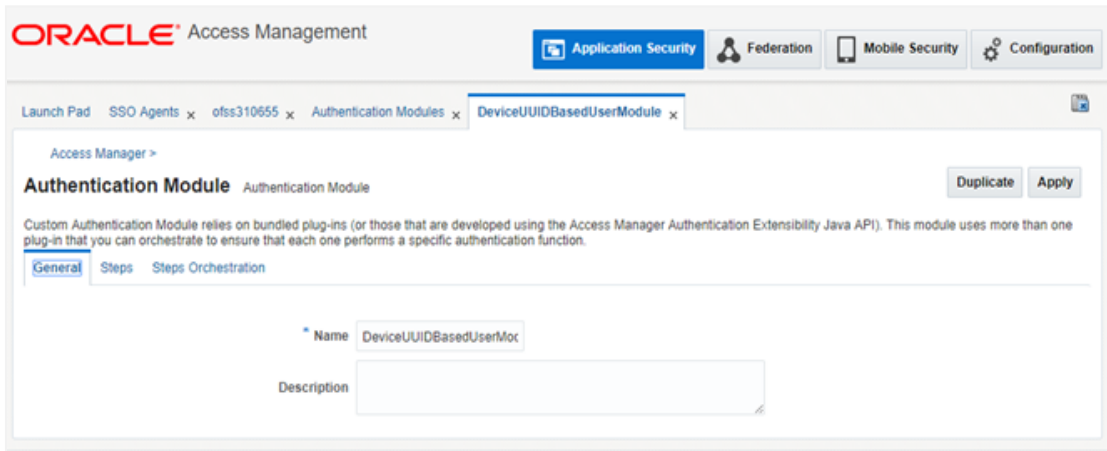 ORACLE® Access Management
Application Security
Federation
Mobile Security
Configuration
Launch Pad
SSO Agents x
ofss310655 x
Authentication Modules x
DeviceUUIDBasedUserModule x
Access Manager >
Authentication Module Authentication Module
Duplicate
Apply
Custom Authentication Module relies on bundled plug-ins (or those that are developed using the Access Manager Authentication Extensibility Java API). This module uses more than one
plug-in that you can orchestrate to ensure that each one performs a specific authentication function.
General
Steps
Steps Orchestration
* Name DeviceUUIDBasedUserMoc
Description